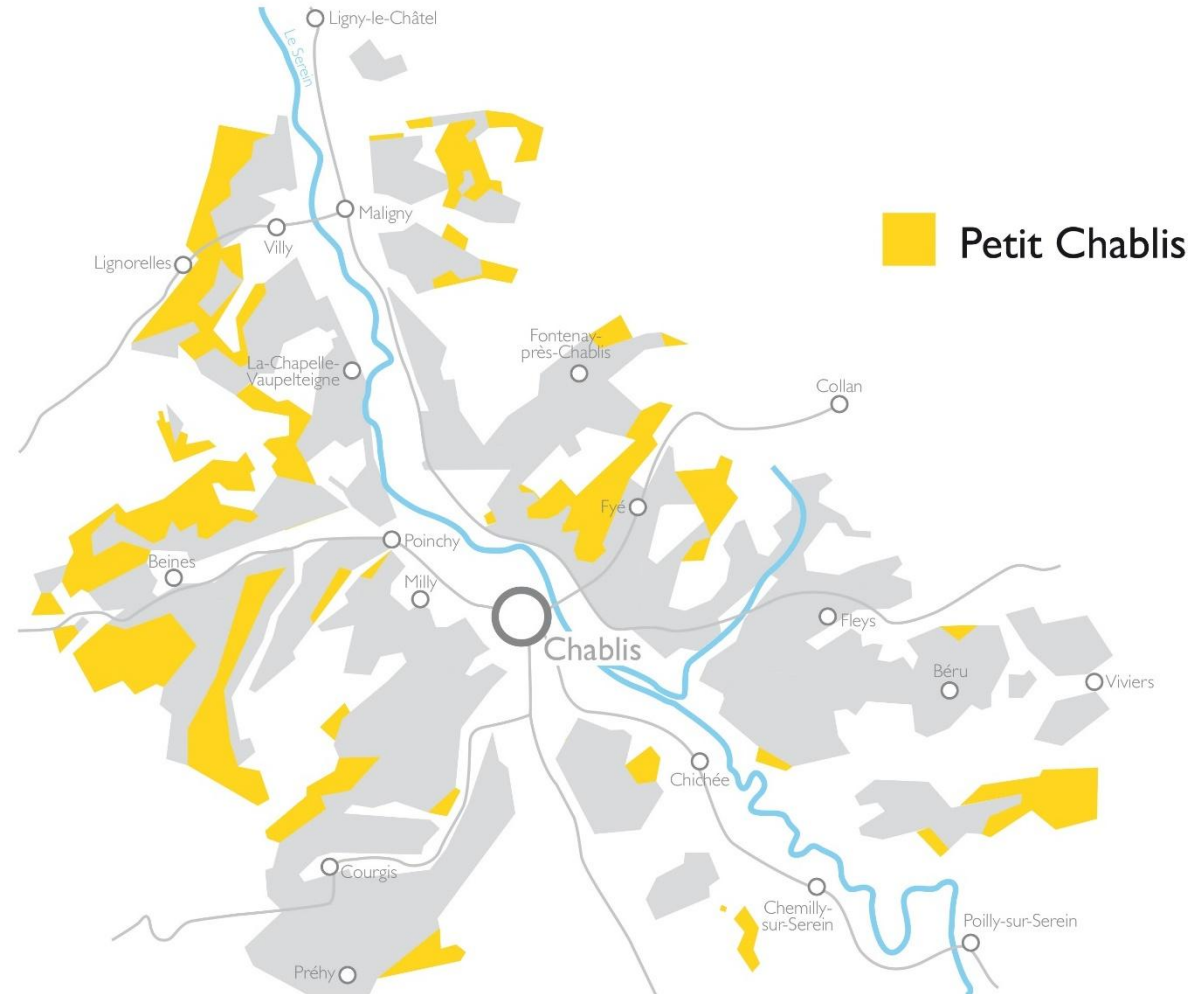 Ligny-le-Châtel
Le Serein
Maligny
Villy
Lignorelles
Petit Chablis
Fontenay-
près-Chablis
La-Chapelle-
Vaupelteigne
Collan
Fyé
Poinchy
Beines
Milly
Chablis
Fleys
Béru
Viviers
Chichée
Courgis
Chemilly-
sur-Serein
Poilly-sur-Serein
Préhy